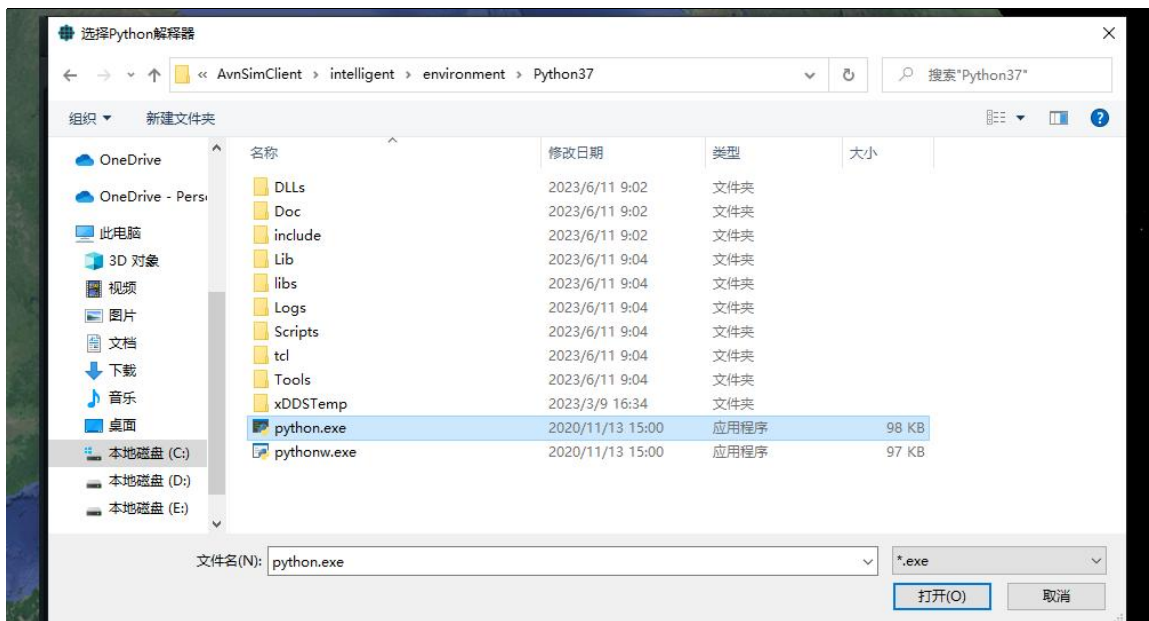 选择Python解释器
« AvnSimClient › intelligent › environment › Python37
搜索"Python37"
组织 新建文件夹
名称 修改日期 类型 大小
OneDrive
OneDrive - Perso
此电脑
3D 对象
视频
图片
文档
下载
音乐
桌面
本地磁盘 (C:)
本地磁盘 (D:)
本地磁盘 (E:)
DLLs 2023/6/11 9:02 文件夹
Doc 2023/6/11 9:02 文件夹
include 2023/6/11 9:02 文件夹
Lib 2023/6/11 9:04 文件夹
libs 2023/6/11 9:04 文件夹
Logs 2023/6/11 9:04 文件夹
Scripts 2023/6/11 9:04 文件夹
tcl 2023/6/11 9:04 文件夹
Tools 2023/6/11 9:04 文件夹
xDDSTemp 2023/3/9 16:34 文件夹
python.exe 2020/11/13 15:00 应用程序 98 KB
pythonw.exe 2020/11/13 15:00 应用程序 97 KB
文件名(N): python.exe *.exe
打开(O) 取消